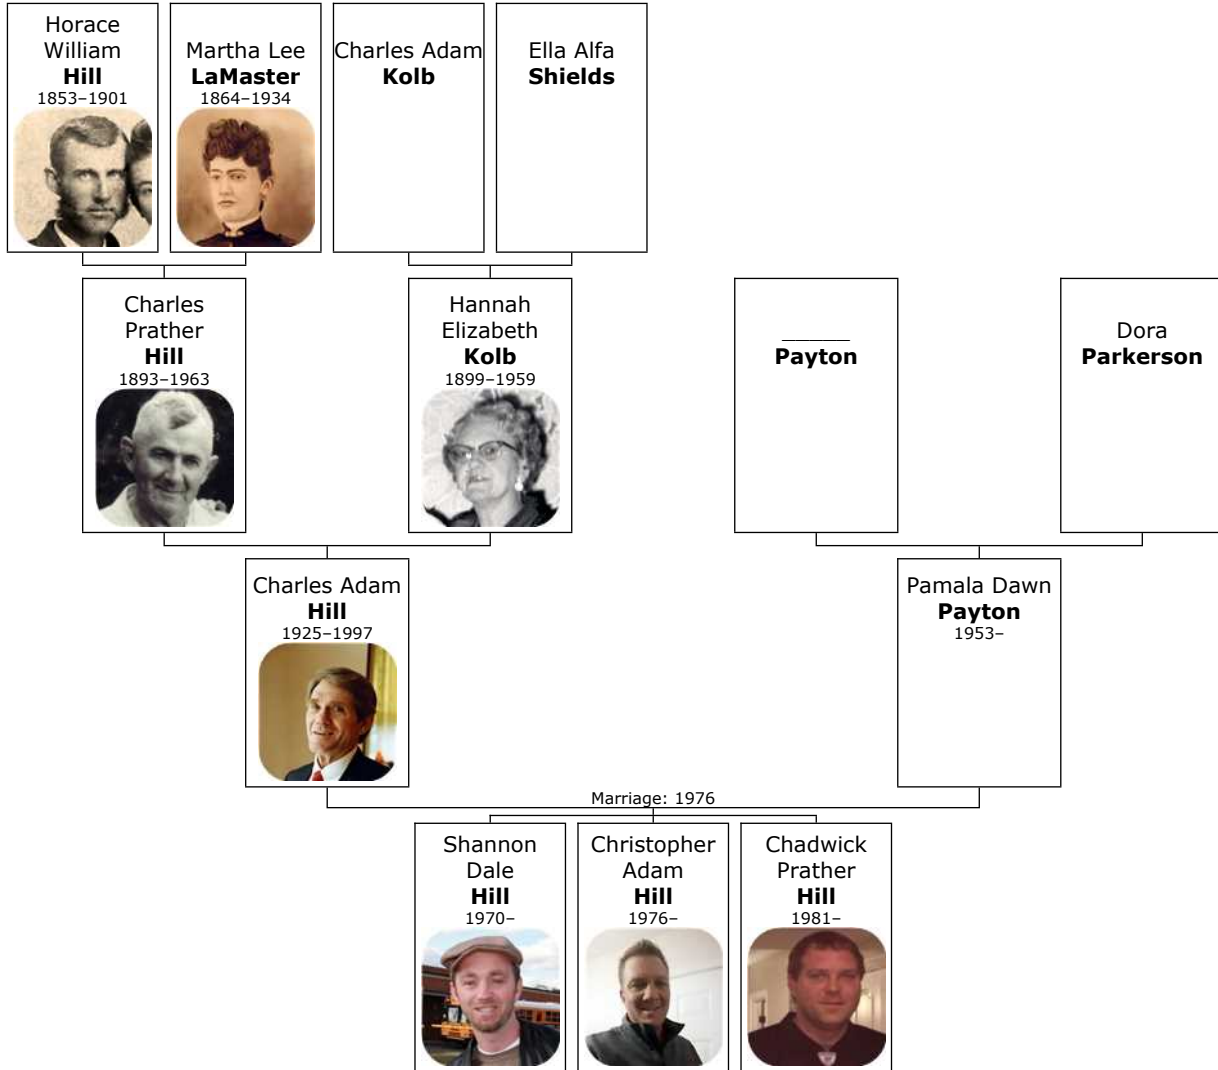 Horace
William
Hill
1853–1901
Martha Lee
LaMaster
1864–1934
Charles Adam
Kolb
Ella Alfa
Shields
Charles
Prather
Hill
1893–1963
Hannah
Elizabeth
Kolb
1899–1959
______
Payton
Dora
Parkerson
Charles Adam
Hill
1925–1997
Pamala Dawn
Payton
1953–
Marriage: 1976
Shannon
Dale
Hill
1970–
Christopher
Adam
Hill
1976–
Chadwick
Prather
Hill
1981–